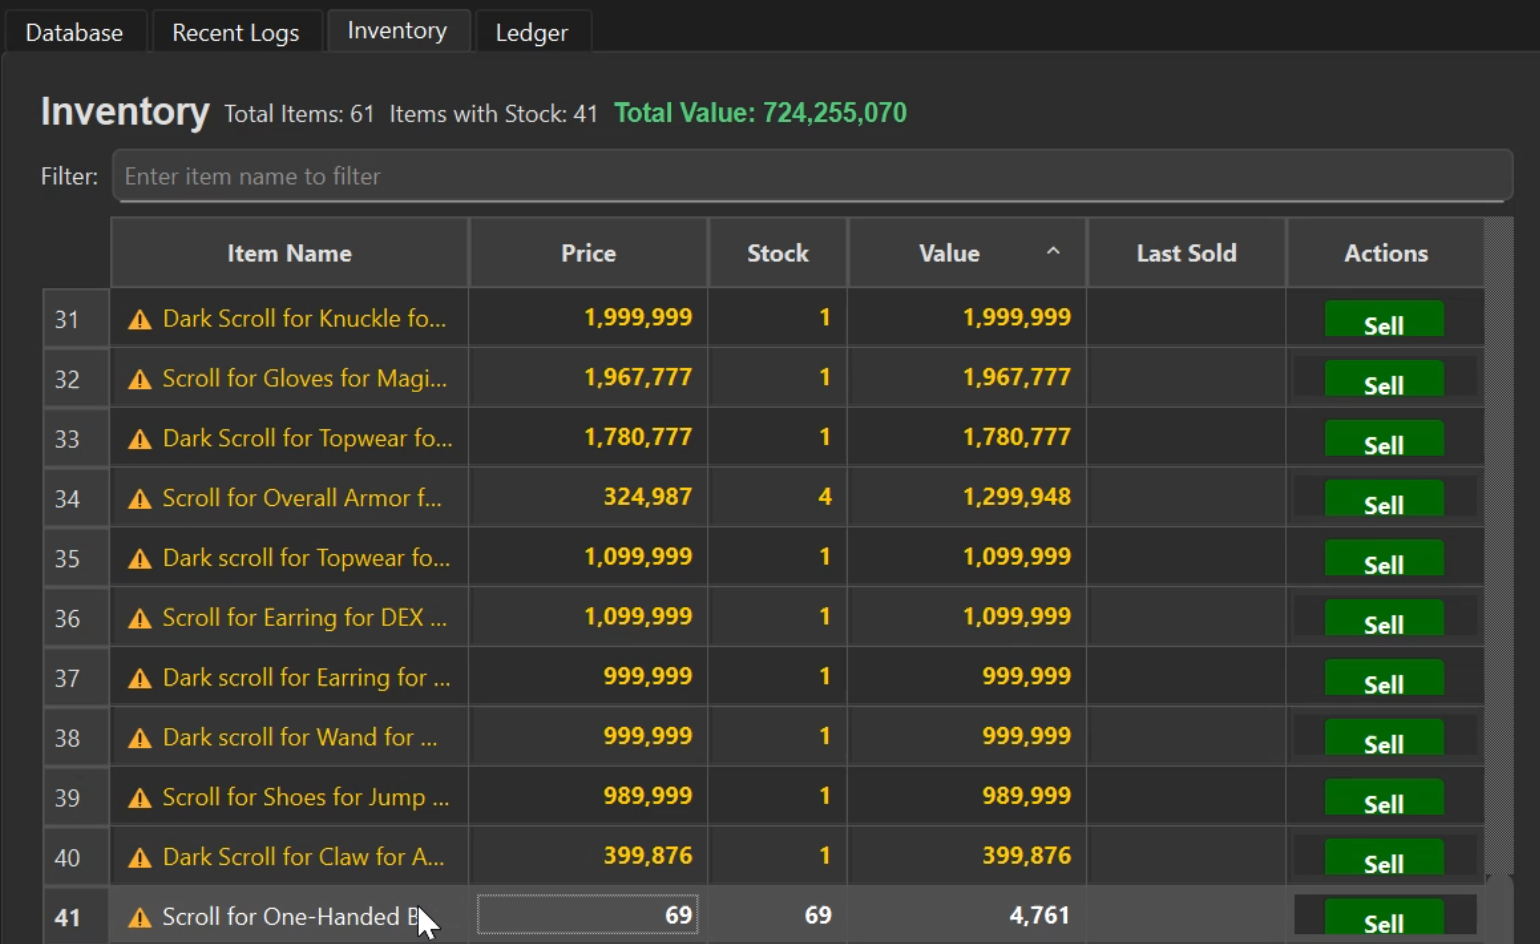 Database Recent Logs Inventory Ledger
Inventory Total Items: 61 Items with Stock: 41 Total Value: 724,255,070
Filter: Enter item name to filter
Item Name Price Stock Value Last Sold Actions
31 Dark Scroll for Knuckle fo... 1,999,999 1 1,999,999 Sell
32 Scroll for Gloves for Magi... 1,967,777 1 1,967,777 Sell
33 Dark Scroll for Topwear fo... 1,780,777 1 1,780,777 Sell
34 Scroll for Overall Armor f... 324,987 4 1,299,948 Sell
35 Dark scroll for Topwear fo... 1,099,999 1 1,099,999 Sell
36 Scroll for Earring for DEX ... 1,099,999 1 1,099,999 Sell
37 Dark scroll for Earring for ... 999,999 1 999,999 Sell
38 Dark scroll for Wand for ... 999,999 1 999,999 Sell
39 Scroll for Shoes for Jump ... 989,999 1 989,999 Sell
40 Dark Scroll for Claw for A... 399,876 1 399,876 Sell
41 Scroll for One-Handed 69 69 4,761 Sell